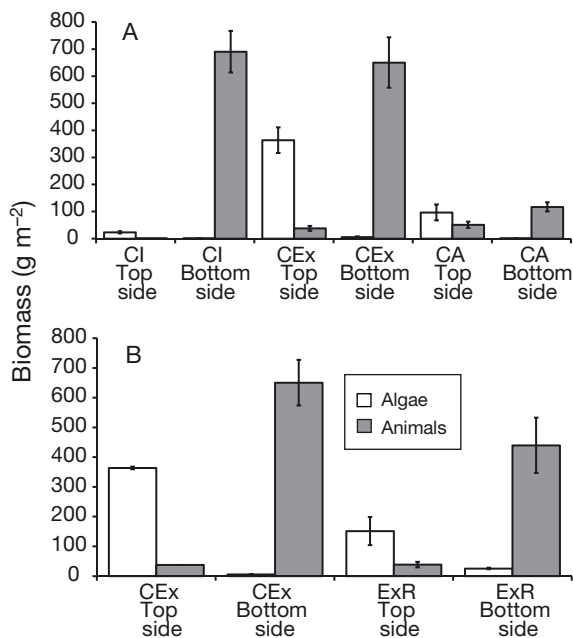 A
800
700
600
500
400
300
200
100
0
CI CI CEx CEx CA CA
Top Bottom Top Bottom Top Bottom
side side side side side side
Biomass (g m−2)
B
800
700
600
500
400
300
200
100
0
Algae
Animals
CEx CEx ExR ExR
Top Bottom Top Bottom
side side side side